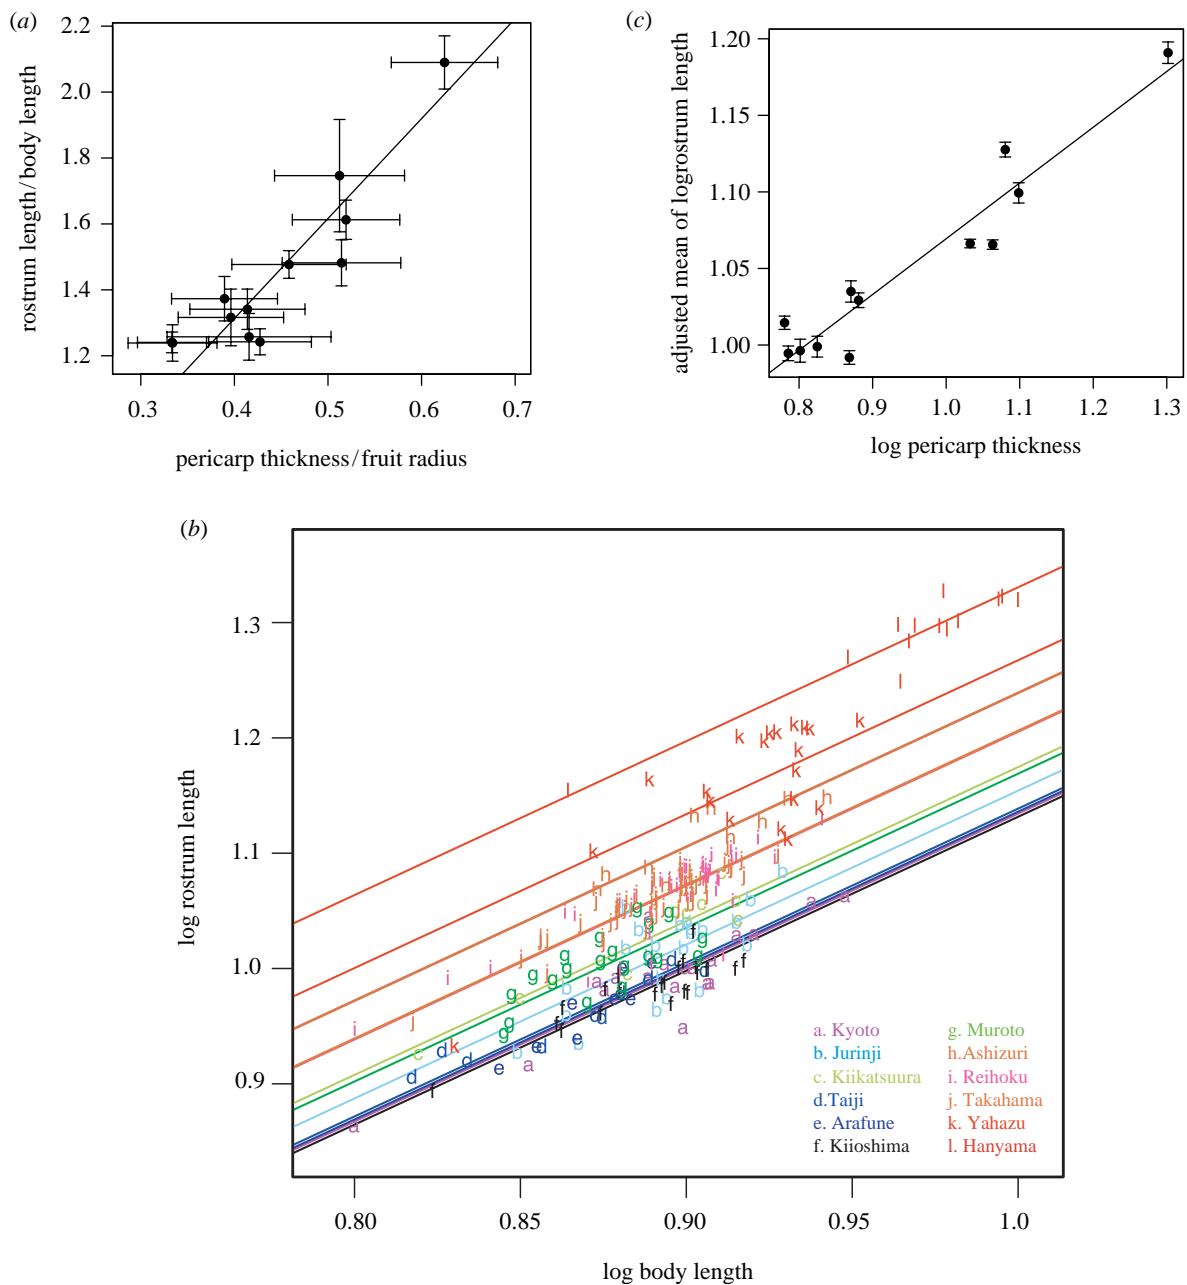 (a)
2.2
2.0
1.8
1.6
1.4
1.2
rostrum length/body length
0.3 0.4 0.5 0.6 0.7
pericarp thickness/fruit radius
(c)
1.20
1.15
1.10
1.05
1.00
adjusted mean of logrostrum length
0.8 0.9 1.0 1.1 1.2 1.3
log pericarp thickness
(b)
1.3
1.2
1.1
1.0
0.9
log rostrum length
a. Kyoto
b. Jurinji
c. Kiikatsuura
d.Taiji
e. Arafune
f. Kiioshima
g. Muroto
h.Ashizuri
i. Reihoku
j. Takahama
k. Yahazu
l. Hanyama
0.80 0.85 0.90 0.95 1.0
log body length